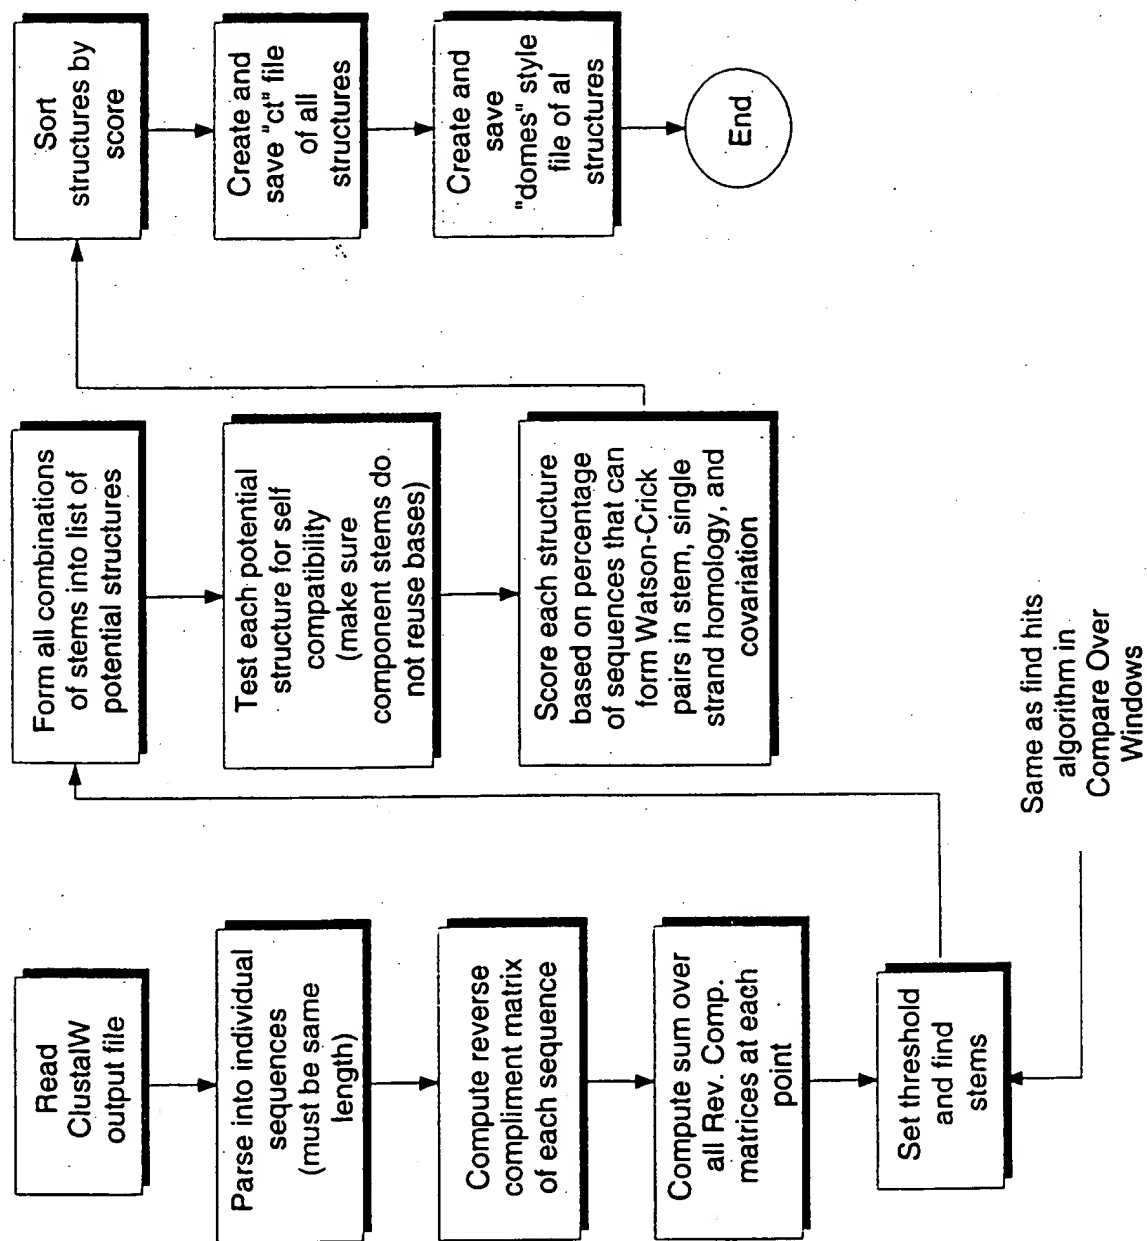 Read
ClustalW
output file
Parse into individual
sequences
(must be same
length)
Compute reverse
compliment matrix
of each sequence
Compute sum over
all Rev. Comp.
matrices at each
point
Set threshold
and find
stems
Same as find hits
algorithm in
Compare Over
Windows
Form all combinations
of stems into list of
potential structures
Test each potential
structure for self
compatibility
(make sure
component stems do
not reuse bases)
Score each structure
based on percentage
of sequences that can
form Watson-Crick
pairs in stem, single
strand homology, and
covariation
Sort
structures by
score
Create and
save "ct" file
of all
structures
Create and
save
"domes" style
file of al
structures
End